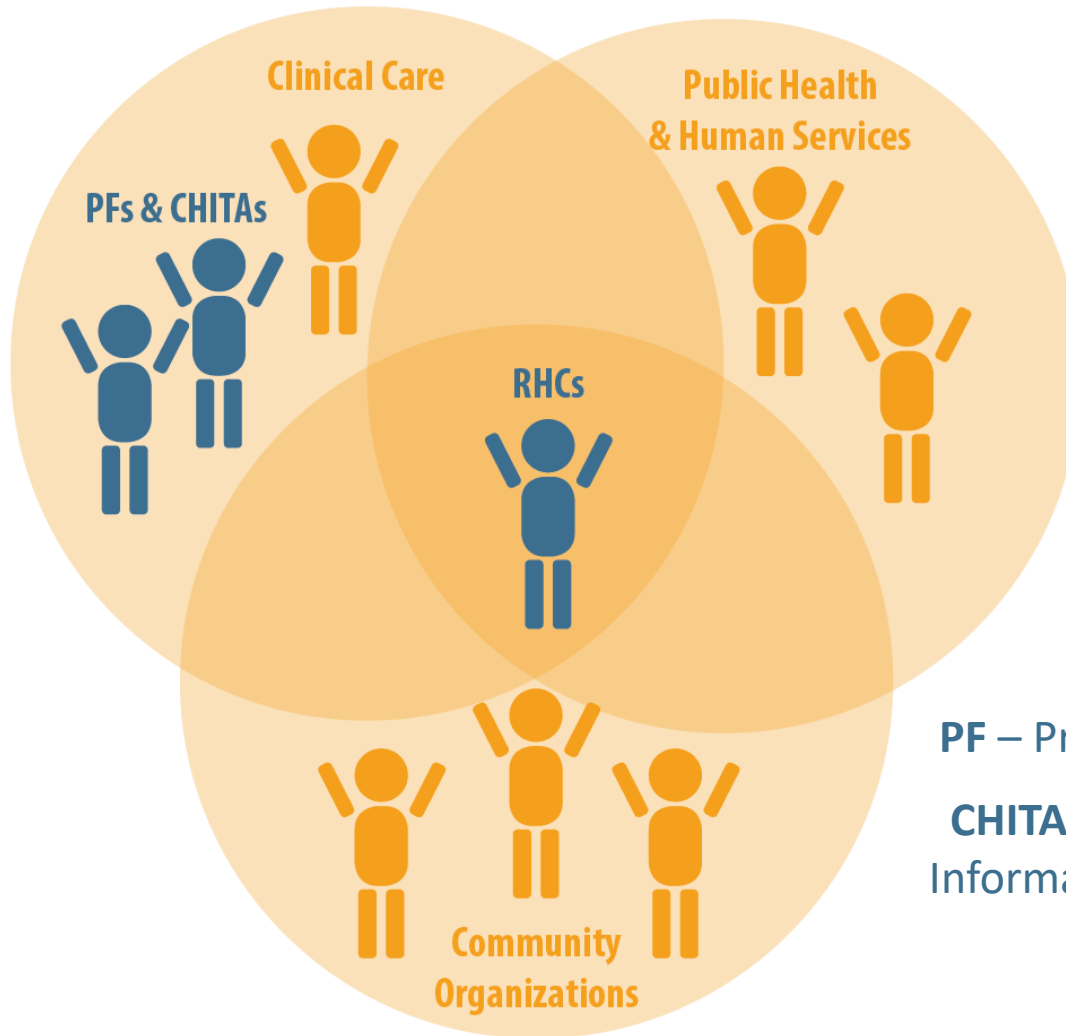 Clinical Care
Public Health
& Human Services
PFs & CHITAs
RHCs
PF – Pr
CHITA
Informa
Community
Organizations